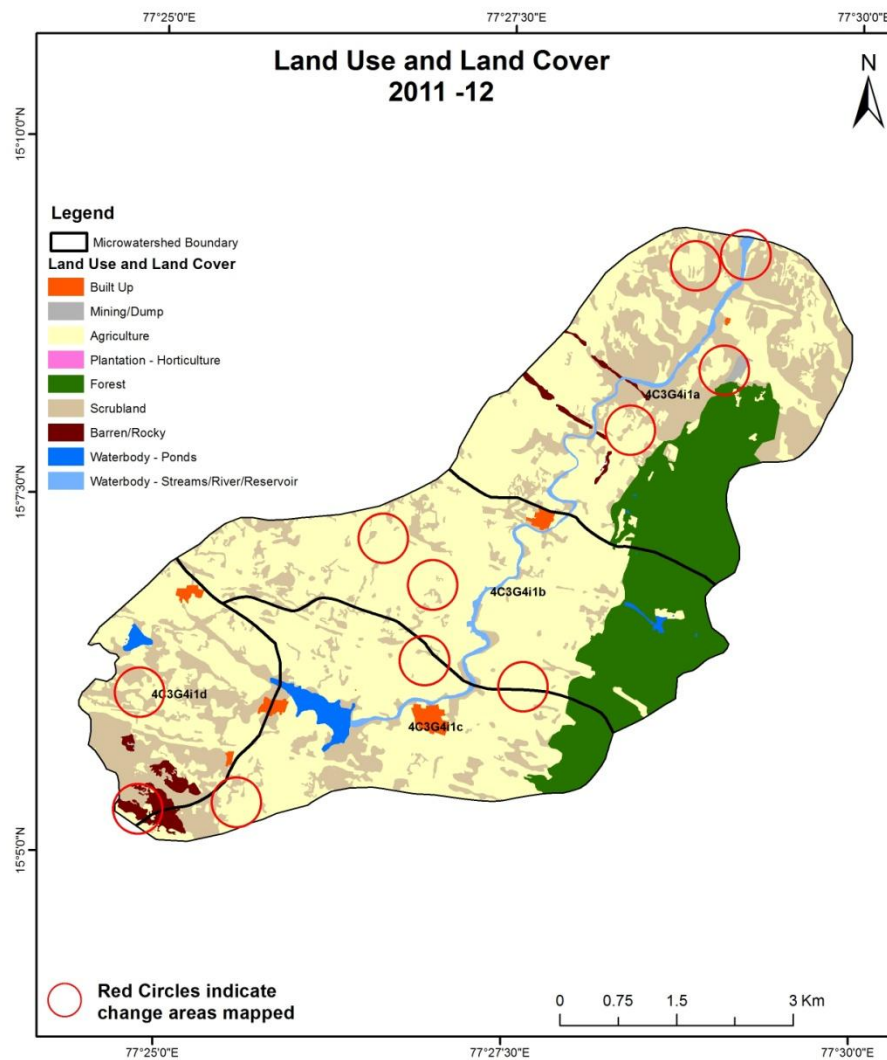 77°25'0"E 77°27'30"E 77°30'0"E
Land Use and Land Cover
2011 -12
N
15°10'0"N
Legend
Microwatershed Boundary
Land Use and Land Cover
Built Up
Mining/Dump
Agriculture
Plantation - Horticulture
Forest
Scrubland
Barren/Rocky
Waterbody - Ponds
Waterbody - Streams/River/Reservoir
4C3G4i1a
15°7'30"N
4C3G4i1b
4C3G4i1d
4C3G4i1c
15°5'0"N
Red Circles indicate
change areas mapped
0 0.75 1.5 3 Km
77°25'0"E 77°27'30"E 77°30'0"E